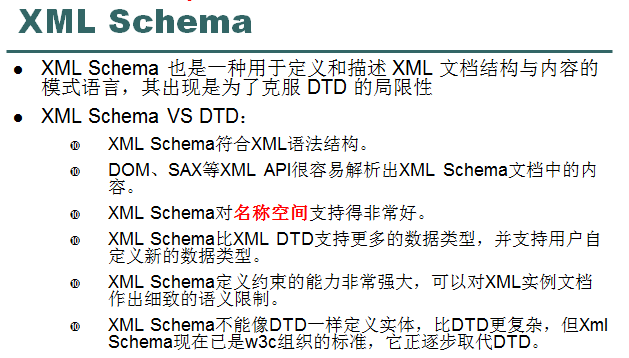 XML Schema
● XML Schema 也是一种用于定义和描述 XML 文档结构与内容的
模式语言，其出现是为了克服 DTD 的局限性
● XML Schema VS DTD：
⑩ XML Schema符合XML语法结构。
⑩ DOM、SAX等XML API很容易解析出XML Schema文档中的内
容。
⑩ XML Schema对名称空间支持得非常好。
⑩ XML Schema比XML DTD支持更多的数据类型，并支持用户自
定义新的数据类型。
⑩ XML Schema定义约束的能力非常强大，可以对XML实例文档
作出细致的语义限制。
⑩ XML Schema不能像DTD一样定义实体，比DTD更复杂，但Xml
Schema现在已是w3c组织的标准，它正逐步取代DTD。